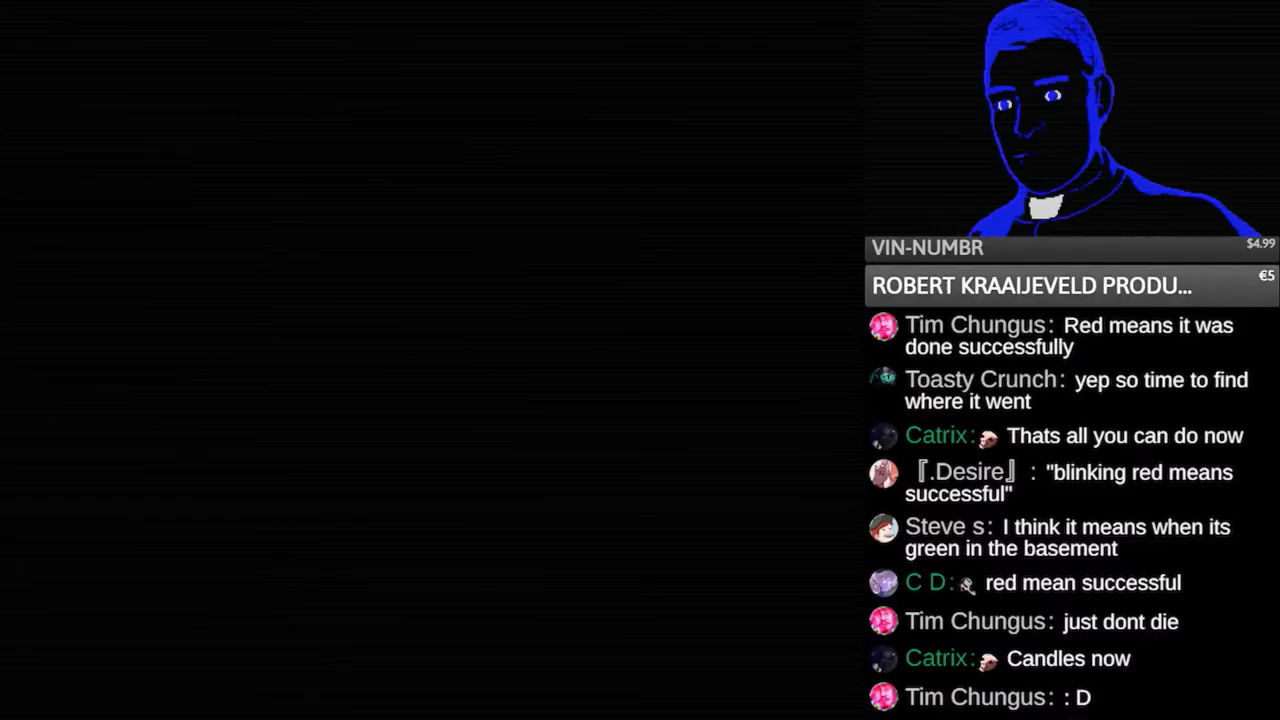 VIN-NUMBR $4.99
ROBERT KRAAIJEVELD PRODU... €5
Tim Chungus: Red means it was
done successfully
Toasty Crunch: yep so time to find
where it went
Catrix: Thats all you can do now
『.Desire』 : "blinking red means
successful"
Steve s: I think it means when its
green in the basement
C D: red mean successful
Tim Chungus: just dont die
Catrix: Candles now
Tim Chungus: : D